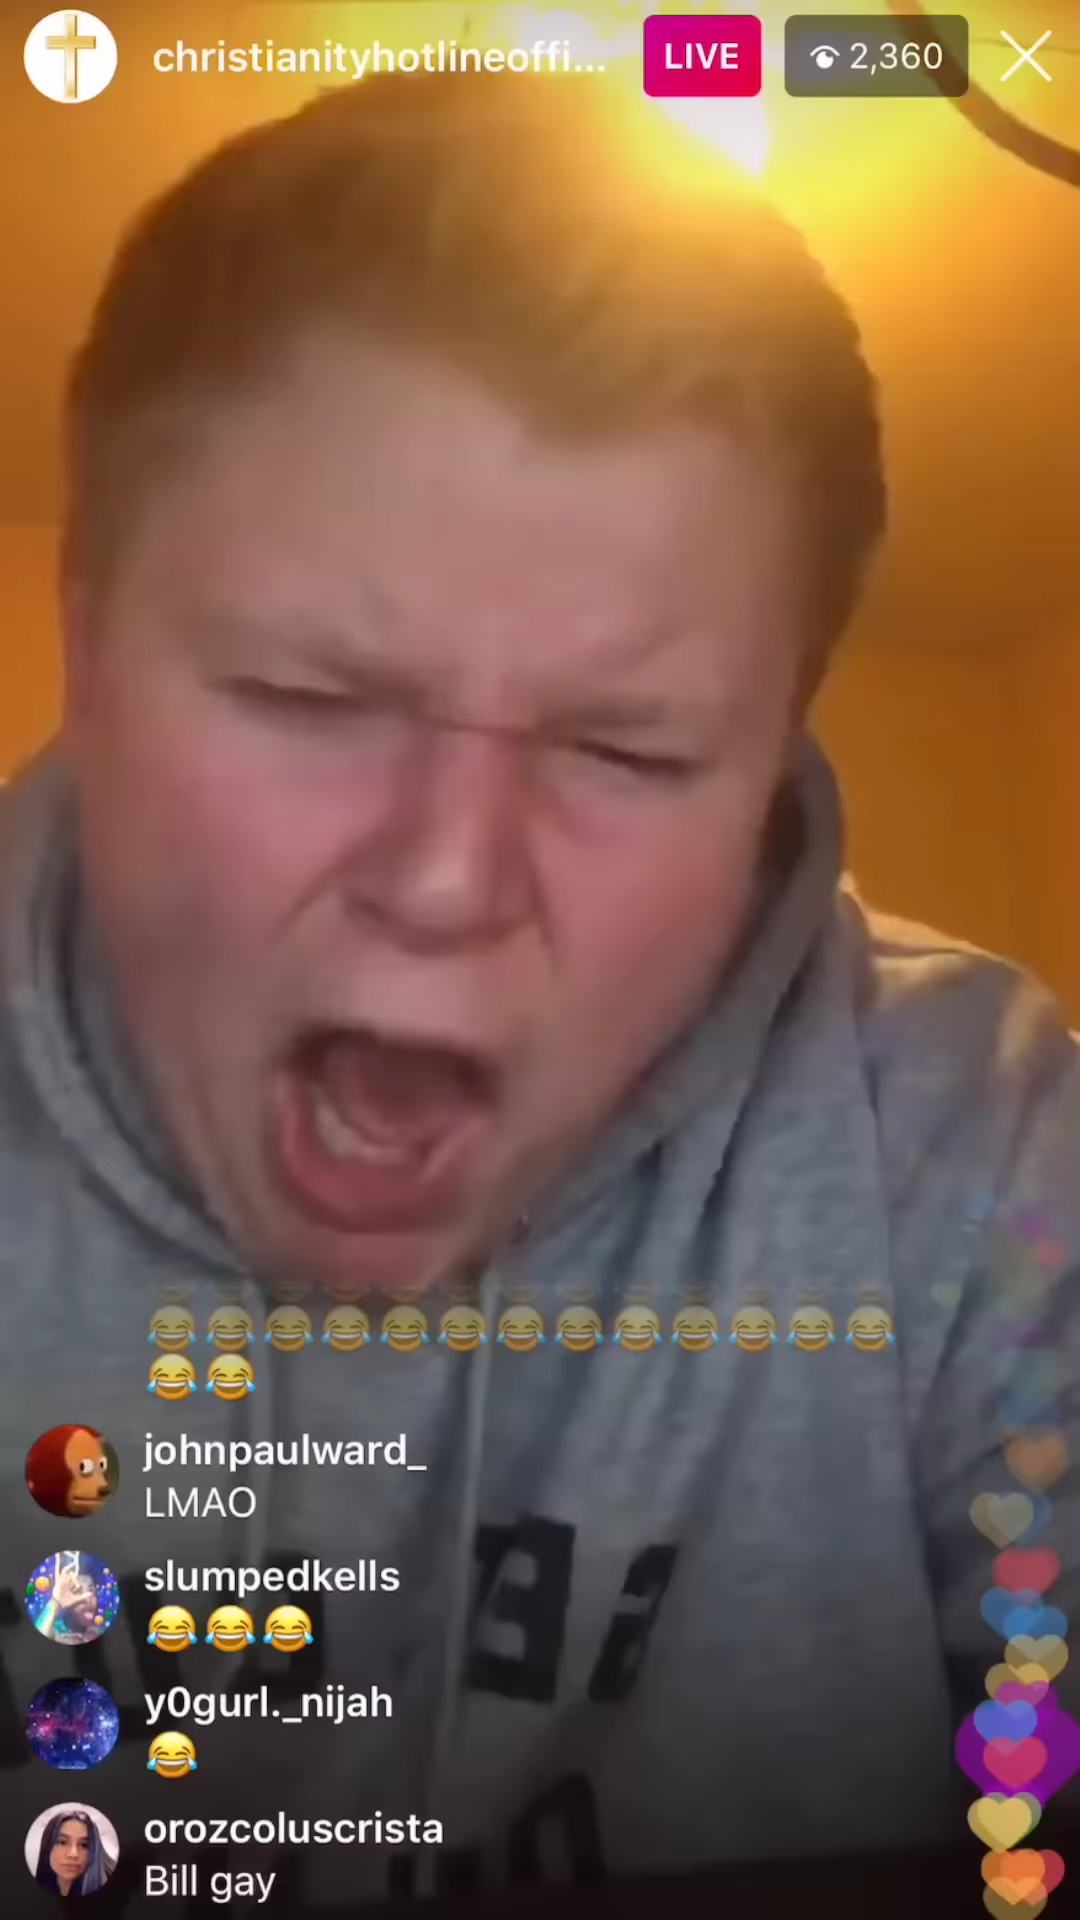 christianityhotlineoffi...
LIVE
2,360
😂😂😂😂😂😂😂😂😂😂😂😂😂
😂😂
johnpaulward_
LMAO
slumpedkells
😂😂😂
y0gurl._nijah
😂
orozcoluscrista
Bill gay